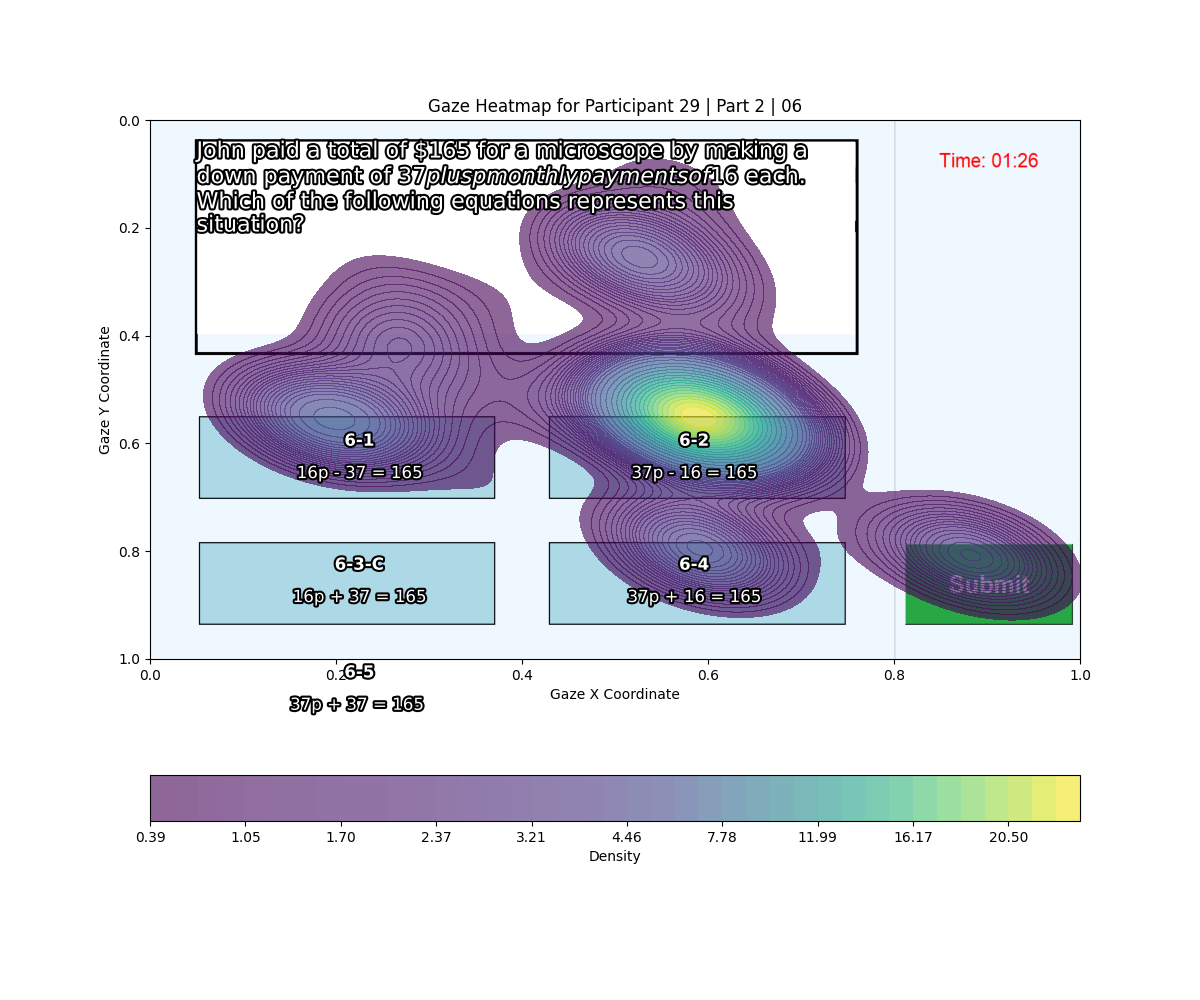 Gaze Heatmap for Participant 29 | Part 2 | 06
John paid a total of $165 for a microscope by making a
down payment of 37pluspmonthlypaymentsof16 each.
Which of the following equations represents this
situation?
Time: 01:26
6-1
16p - 37 = 165
6-2
37p - 16 = 165
6-3-C
16p + 37 = 165
6-4
37p + 16 = 165
Submit
6-5
37p + 37 = 165
Gaze Y Coordinate
0.0
0.2
0.4
0.6
0.8
1.0
0.0 0.2 0.4 0.6 0.8 1.0
Gaze X Coordinate
0.39 1.05 1.70 2.37 3.21 4.46 7.78 11.99 16.17 20.50
Density